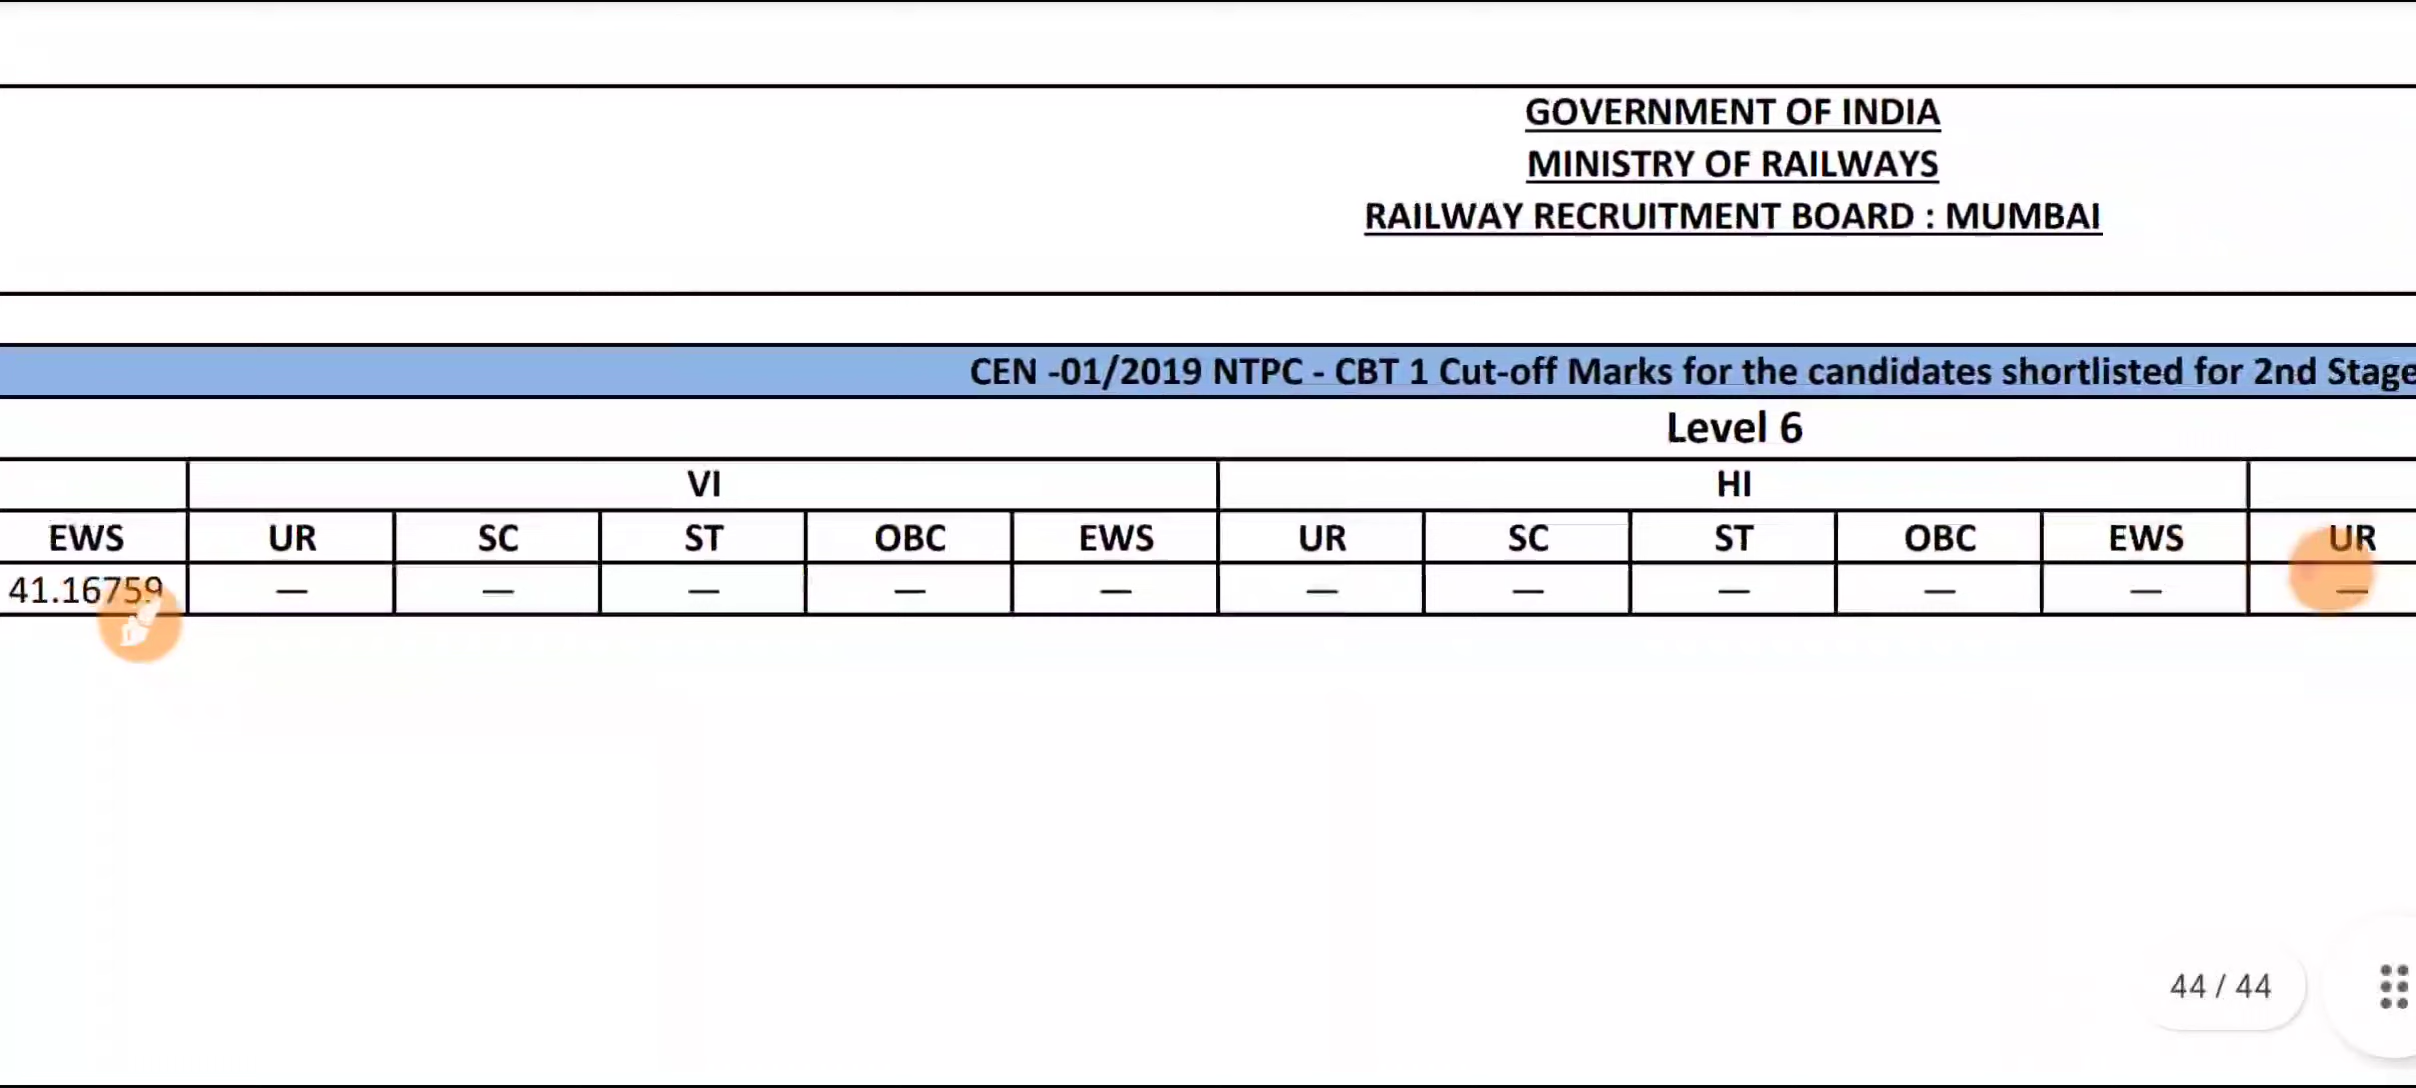 GOVERNMENT OF INDIA
MINISTRY OF RAILWAYS
RAILWAY RECRUITMENT BOARD : MUMBAI
CEN -01/2019 NTPC - CBT 1 Cut-off Marks for the candidates shortlisted for 2nd Stage
Level 6
VI HI
EWS UR SC ST OBC EWS UR SC ST OBC EWS UR
41.16759 — — — — — — — — — — —
44 / 44